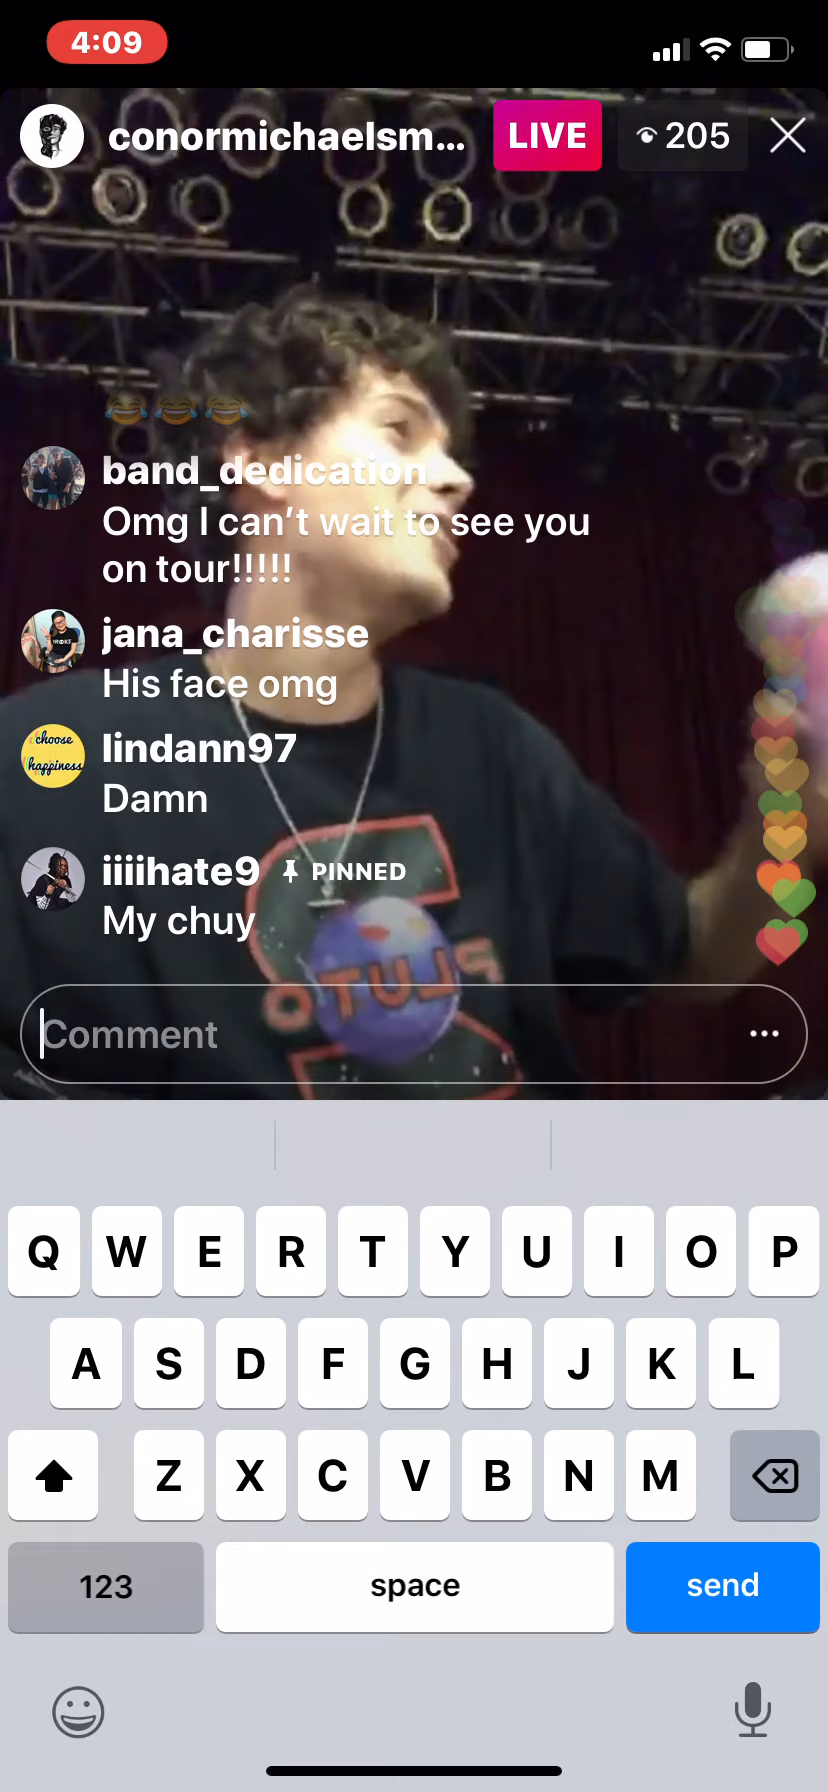 4:09
conormichaelsm...
LIVE
205
😂😂😂
band_dedication
Omg I can’t wait to see you
on tour!!!!!
jana_charisse
His face omg
choose
happiness
lindann97
Damn
iiiihate9 PINNED
My chuy
PLUTO
Comment
Q W E R T Y U I O P
A S D F G H J K L
Z X C V B N M
123 space send